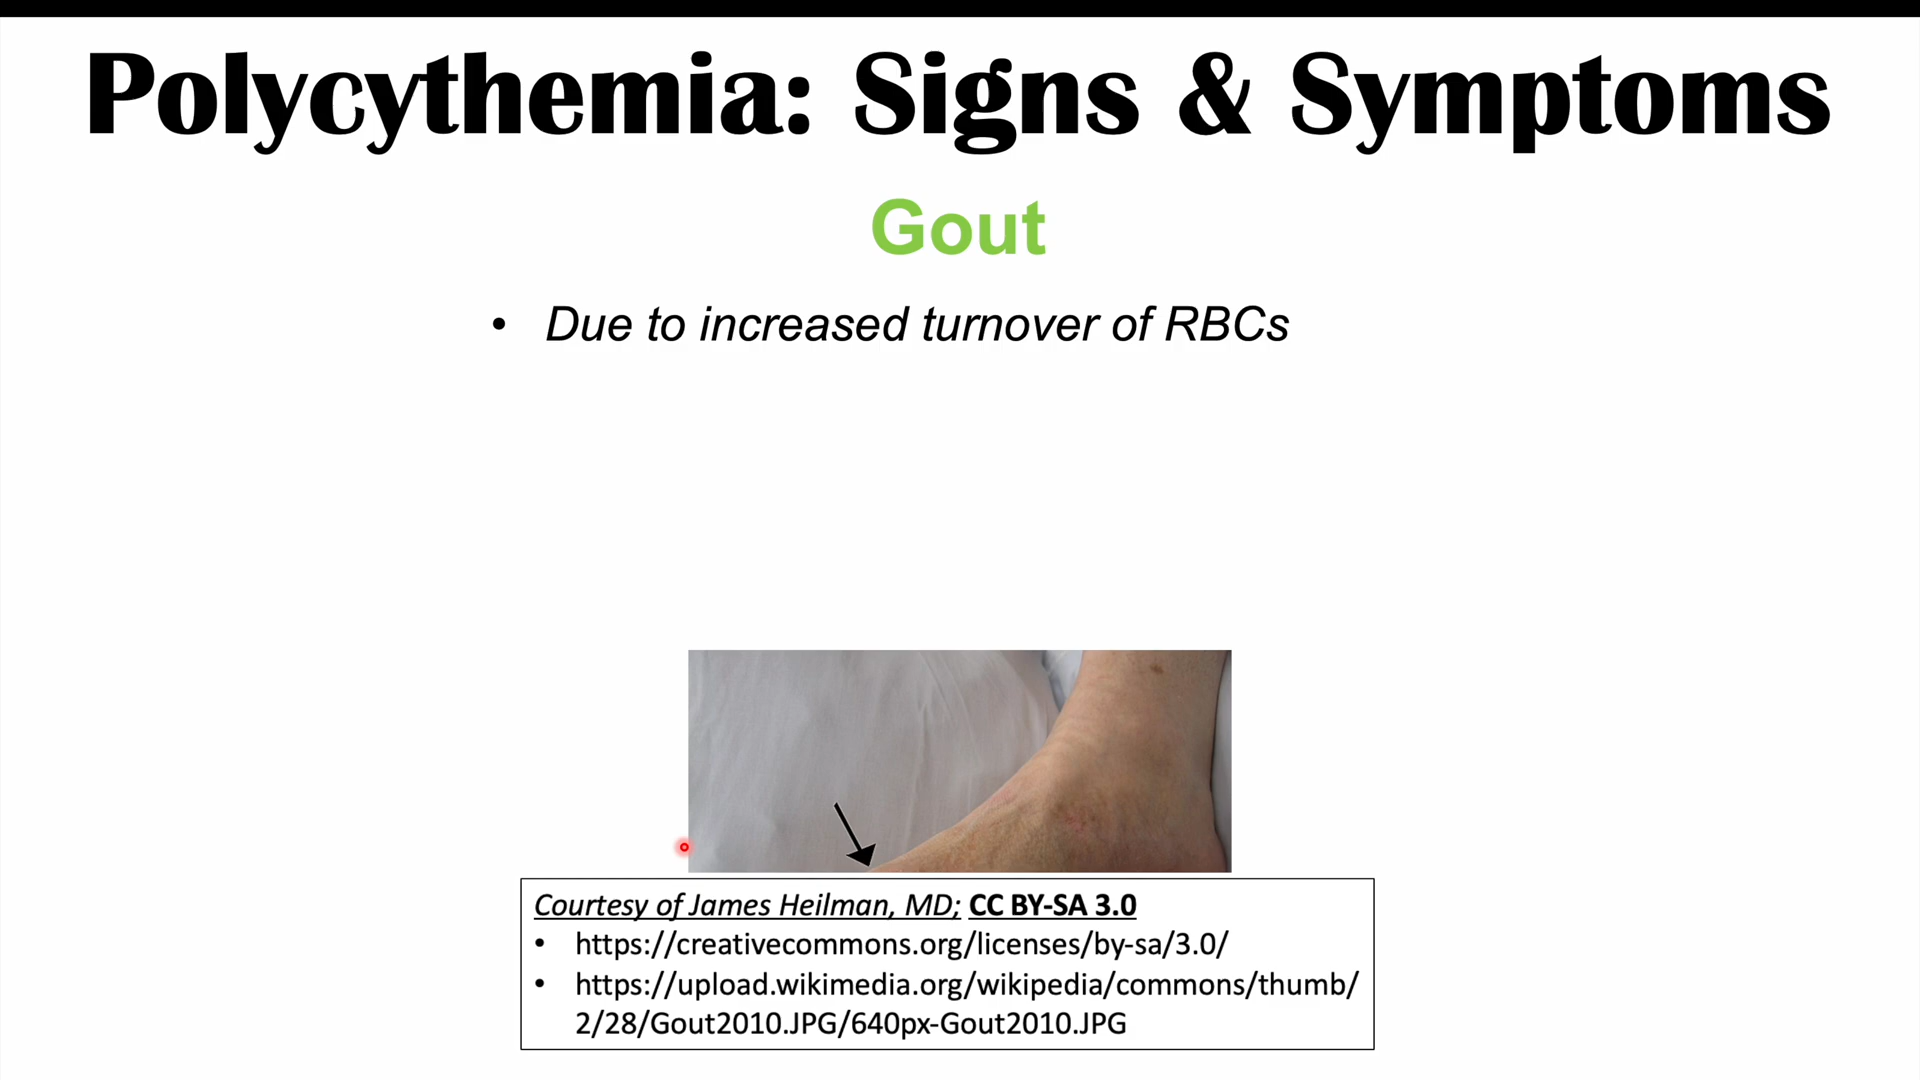 Polycythemia: Signs & Symptoms
Gout
• Due to increased turnover of RBCs
Courtesy of James Heilman, MD; CC BY-SA 3.0
• https://creativecommons.org/licenses/by-sa/3.0/
• https://upload.wikimedia.org/wikipedia/commons/thumb/
2/28/Gout2010.JPG/640px-Gout2010.JPG